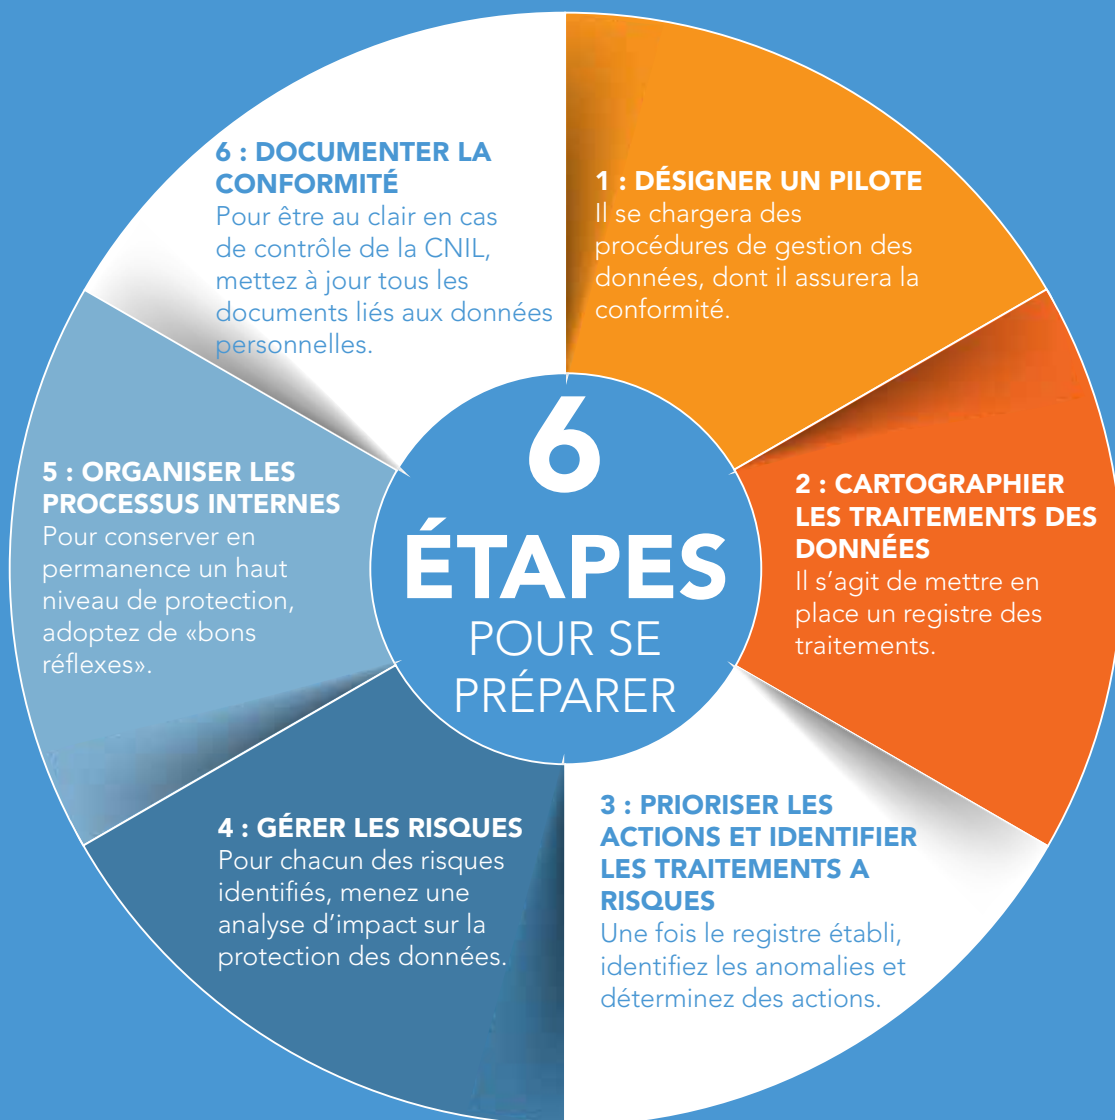 6
ÉTAPES
POUR SE
PRÉPARER
1 : DÉSIGNER UN PILOTE
Il se chargera des
procédures de gestion des
données, dont il assurera la
conformité.
2 : CARTOGRAPHIER
LES TRAITEMENTS DES
DONNÉES
Il s’agit de mettre en
place un registre des
traitements.
3 : PRIORISER LES
ACTIONS ET IDENTIFIER
LES TRAITEMENTS A
RISQUES
Une fois le registre établi,
identifiez les anomalies et
déterminez des actions.
4 : GÉRER LES RISQUES
Pour chacun des risques
identifiés, menez une
analyse d’impact sur la
protection des données.
5 : ORGANISER LES
PROCESSUS INTERNES
Pour conserver en
permanence un haut
niveau de protection,
adoptez de «bons
réflexes».
6 : DOCUMENTER LA
CONFORMITÉ
Pour être au clair en cas
de contrôle de la CNIL,
mettez à jour tous les
documents liés aux données
personnelles.